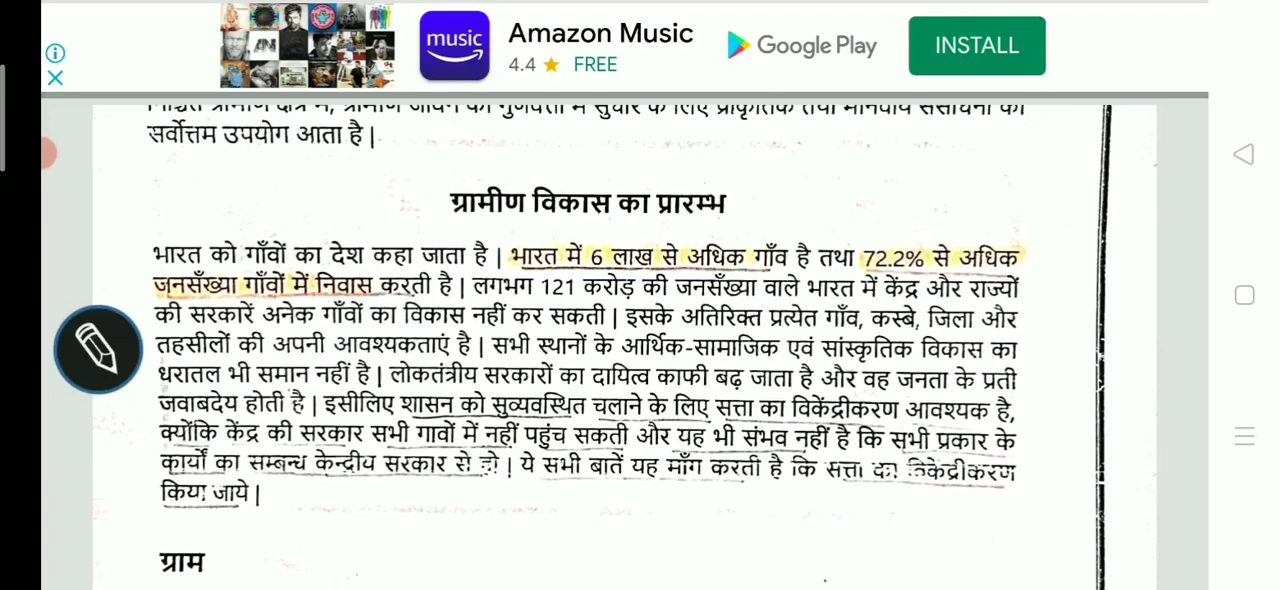 music
Amazon Music
4.4 ★ FREE
Google Play
INSTALL
सर्वोत्तम उपयोग आता है |
ग्रामीण विकास का प्रारम्भ
भारत को गाँवों का देश कहा जाता है | भारत में 6 लाख से अधिक गाँव है तथा 72.2% से अधिक
जनसँख्या गाँवों में निवास करती है | लगभग 121 करोड़ की जनसँख्या वाले भारत में केंद्र और राज्यों
की सरकारें अनेक गाँवों का विकास नहीं कर सकती | इसके अतिरिक्त प्रत्येत गाँव, कस्बे, जिला और
तहसीलों की अपनी आवश्यकताएं है | सभी स्थानों के आर्थिक-सामाजिक एवं सांस्कृतिक विकास का
धरातल भी समान नहीं है | लोकतंत्रीय सरकारों का दायित्व काफी बढ़ जाता है और वह जनता के प्रती
जवाबदेय होती है | इसीलिए शासन को सुव्यवस्थित चलाने के लिए सत्ता का विकेंद्रीकरण आवश्यक है,
क्योंकि केंद्र की सरकार सभी गावों में नहीं पहुंच सकती और यह भी संभव नहीं है कि सभी प्रकार के
कार्यों का सम्बन्ध केन्द्रीय सरकार से हो | ये सभी बातें यह माँग करती है कि सत्ता का विकेद्रीकरण
किया जाये |
ग्राम